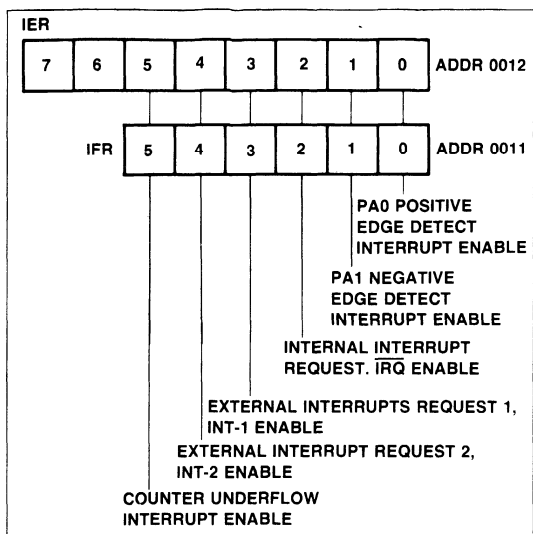 IER
7 6 5 4 3 2 1 0 ADDR 0012
IFR 5 4 3 2 1 0 ADDR 0011
PA0 POSITIVE
EDGE DETECT
INTERRUPT ENABLE
PA1 NEGATIVE
EDGE DETECT
INTERRUPT ENABLE
INTERNAL INTERRUPT
REQUEST. IRQ ENABLE
EXTERNAL INTERRUPTS REQUEST 1,
INT-1 ENABLE
EXTERNAL INTERRUPT REQUEST 2,
INT-2 ENABLE
COUNTER UNDERFLOW
INTERRUPT ENABLE